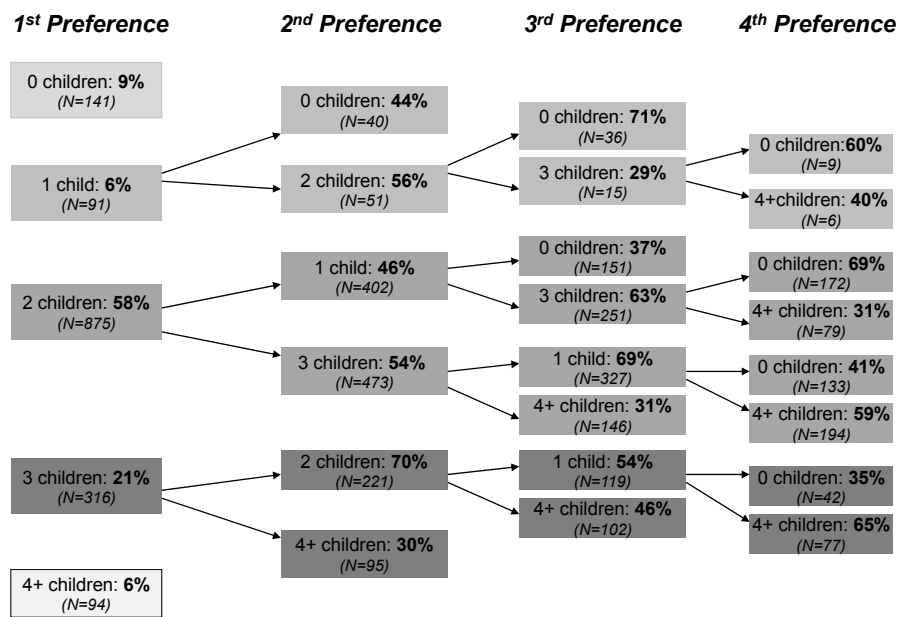 1st Preference
2nd Preference
3rd Preference
4th Preference
0 children: 9%
(N=141)
1 child: 6%
(N=91)
2 children: 58%
(N=875)
3 children: 21%
(N=316)
4+ children: 6%
(N=94)
0 children: 44%
(N=40)
2 children: 56%
(N=51)
1 child: 46%
(N=402)
3 children: 54%
(N=473)
2 children: 70%
(N=221)
4+ children: 30%
(N=95)
0 children: 71%
(N=36)
3 children: 29%
(N=15)
0 children: 37%
(N=151)
3 children: 63%
(N=251)
1 child: 69%
(N=327)
4+ children: 31%
(N=146)
1 child: 54%
(N=119)
4+ children: 46%
(N=102)
0 children:60%
(N=9)
4+children: 40%
(N=6)
0 children: 69%
(N=172)
4+ children: 31%
(N=79)
0 children: 41%
(N=133)
4+ children: 59%
(N=194)
0 children: 35%
(N=42)
4+ children: 65%
(N=77)